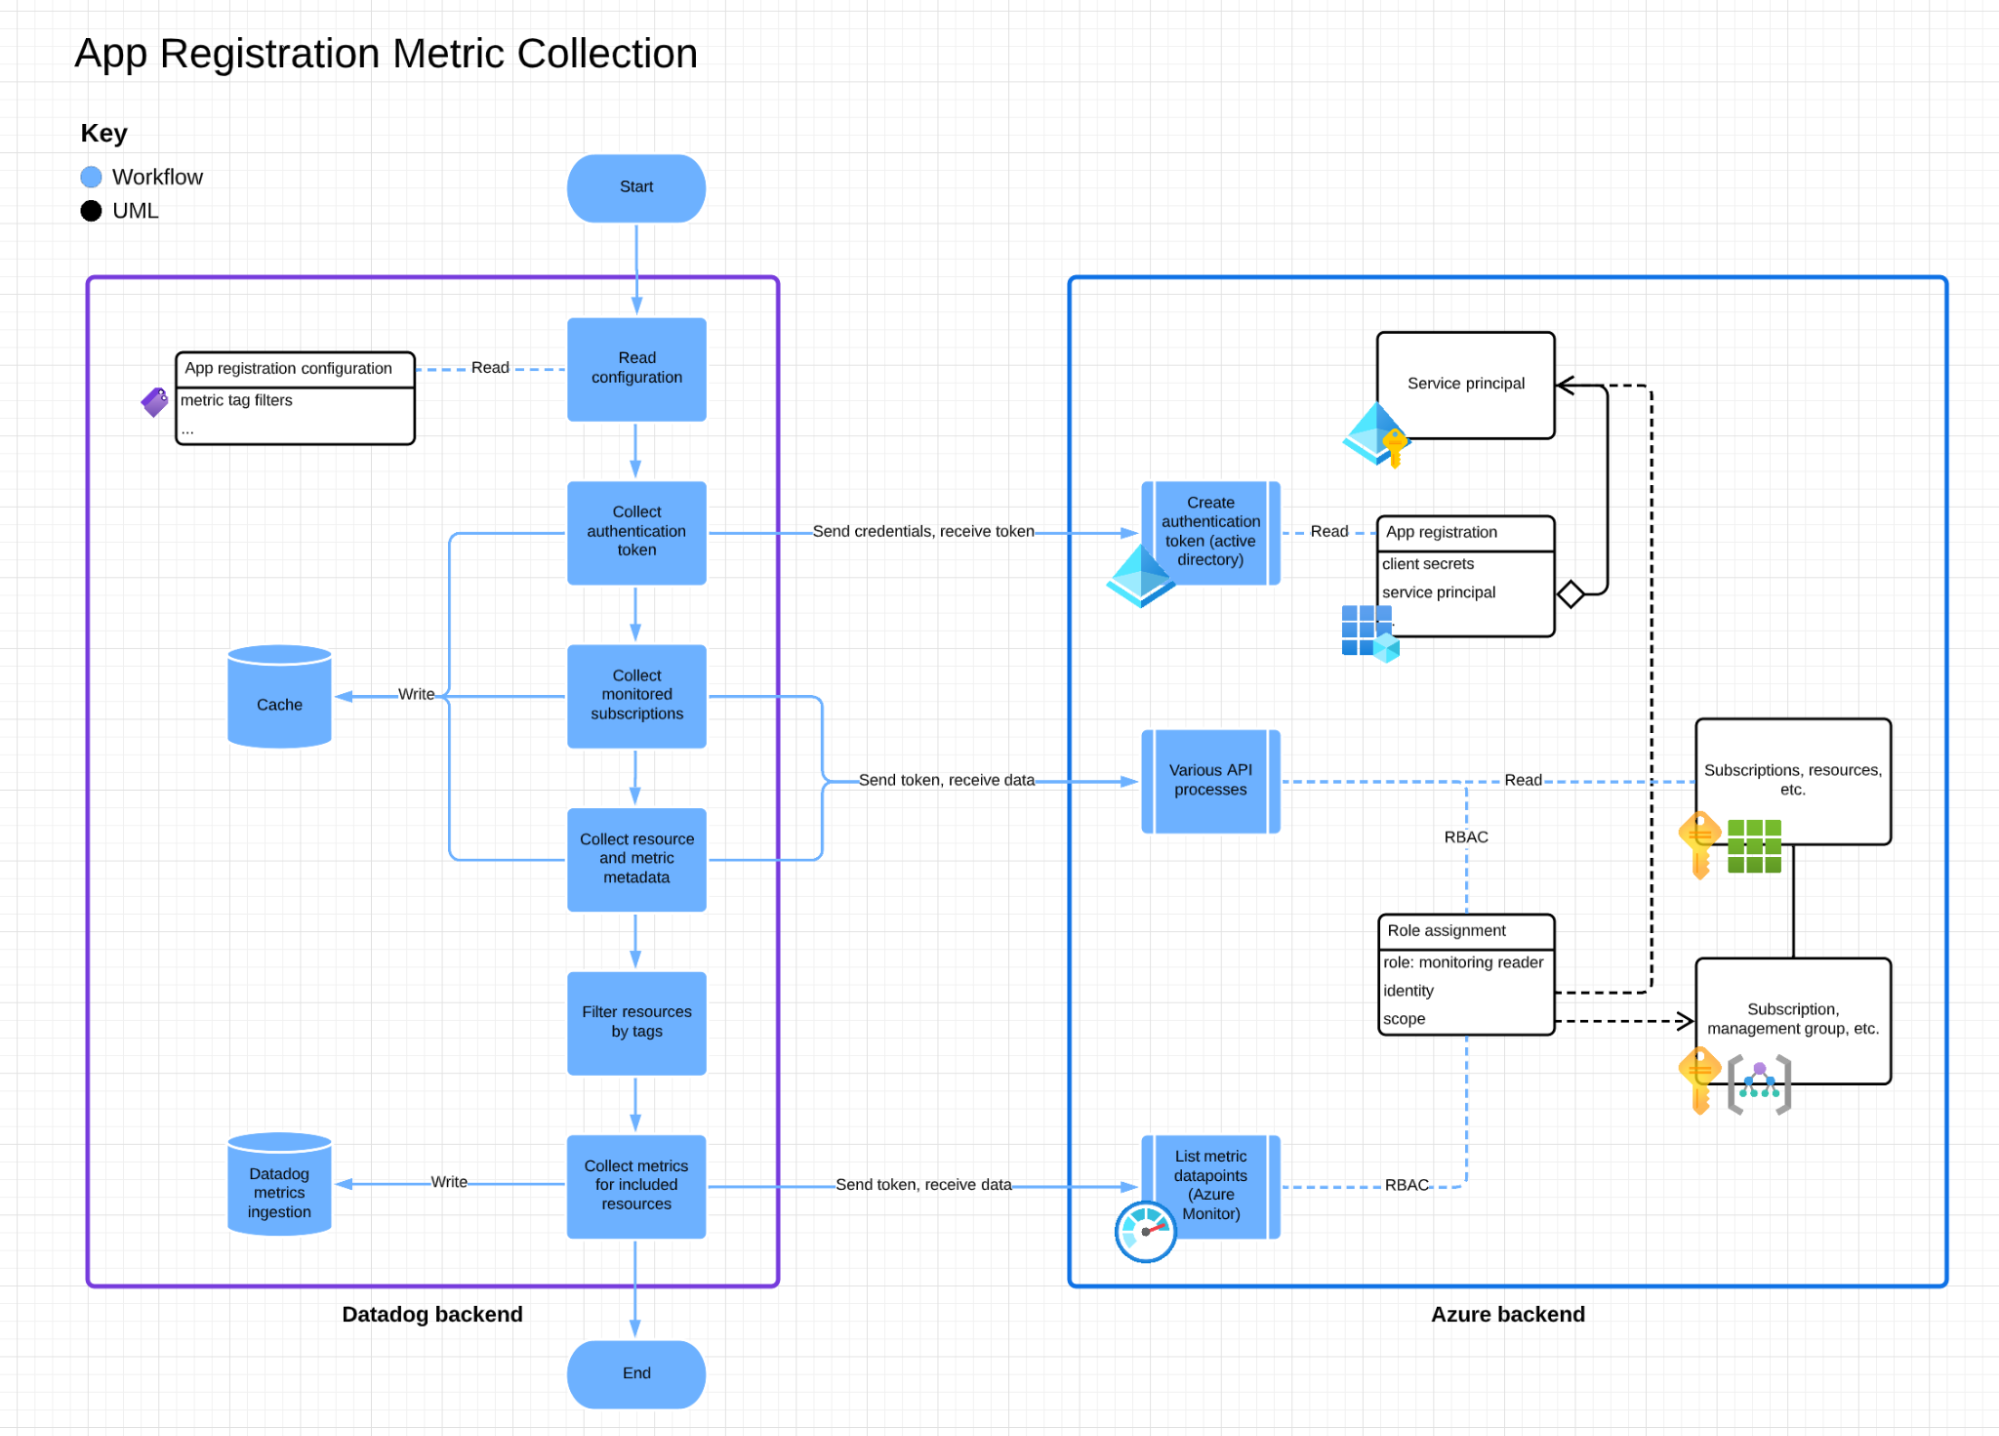 App Registration Metric Collection
Key
Workflow
UML
Start
Read
configuration
App registration configuration
metric tag filters
...
Read
Collect
authentication
token
Send credentials, receive token
Create
authentication
token (active
directory)
Read
Service principal
App registration
client secrets
service principal
.
Cache
Write
Collect
monitored
subscriptions
Send token, receive data
Various API
processes
Read
Subscriptions, resources,
etc.
RBAC
Collect resource
and metric
metadata
Role assignment
role: monitoring reader
identity
scope
Subscription,
management group, etc.
Filter resources
by tags
Datadog
metrics
ingestion
Write
Collect metrics
for included
resources
Send token, receive data
List metric
datapoints
(Azure
Monitor)
RBAC
Datadog backend
Azure backend
End